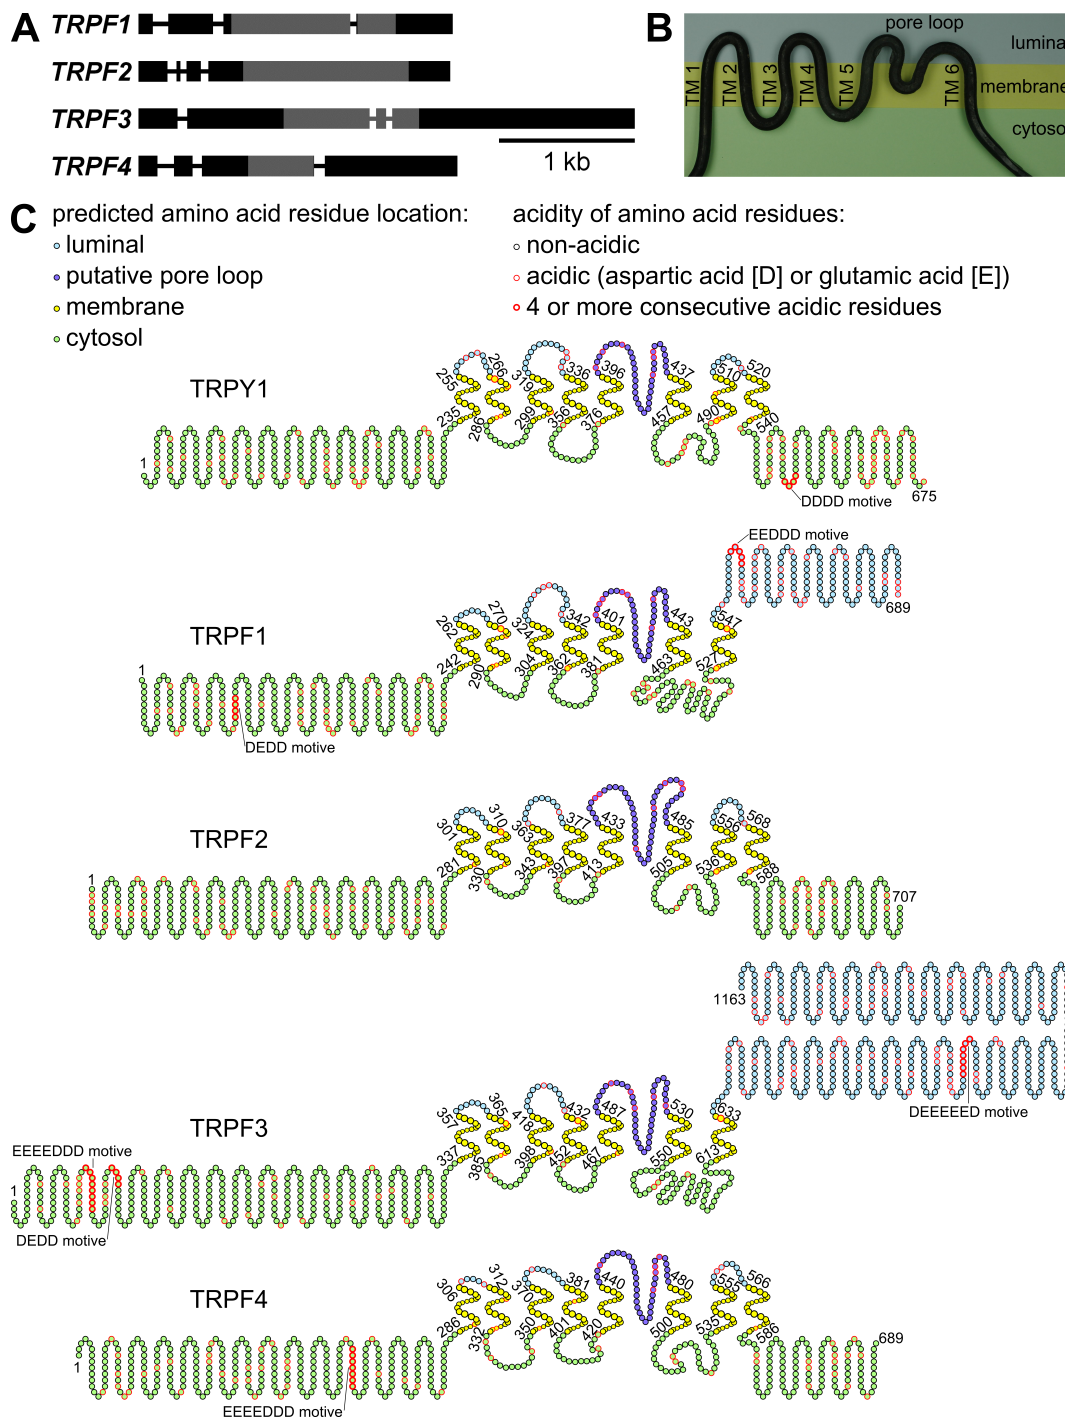 A
TRPF1
TRPF2
TRPF3
TRPF4
1 kb
B
pore loop
lumina
membrane
cytoso
TM 1
TM 2
TM 3
TM 4
TM 5
TM 6
C
predicted amino acid residue location:
luminal
putative pore loop
membrane
cytosol
acidity of amino acid residues:
non-acidic
acidic (aspartic acid [D] or glutamic acid [E])
4 or more consecutive acidic residues
TRPY1
1
235
255
266
286
299
319
336
356
376
396
437
457
490
510
520
540
DDDD motive
675
TRPF1
1
DEDD motive
242
262
270
290
304
324
342
362
381
401
443
463
527
547
EEDDD motive
689
TRPF2
1
281
301
310
330
343
363
377
397
413
433
485
505
536
556
568
588
707
TRPF3
1
EEEEDDD motive
DEDD motive
337
357
365
385
398
418
432
452
467
487
530
550
613
633
DEEEEED motive
1163
TRPF4
1
EEEEDDD motive
286
306
312
332
350
370
381
401
420
440
480
500
535
555
566
586
689